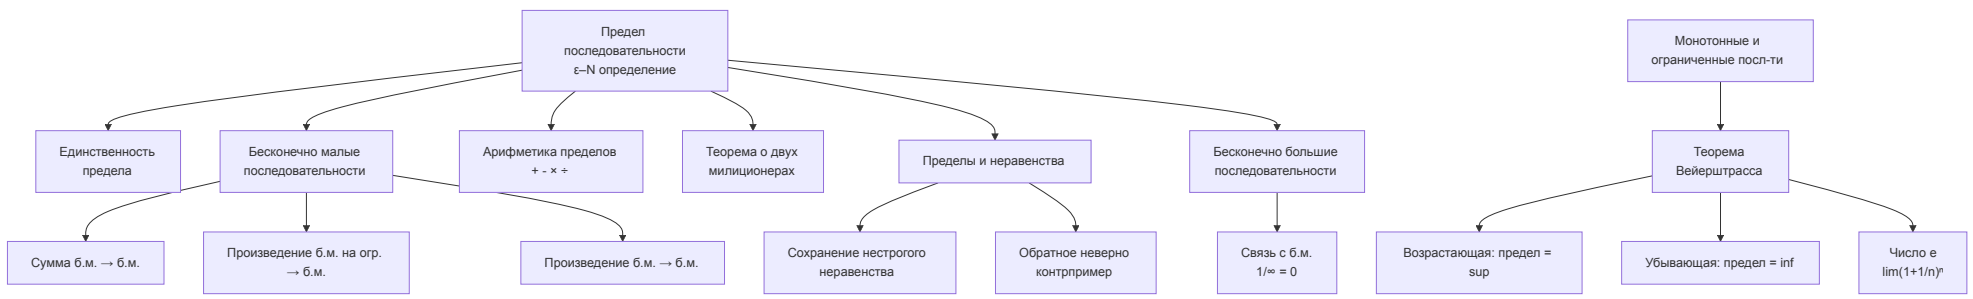 Предел
последовательности
ε–N определение
Монотонные и
ограниченные посл-ти
Единственность
предела
Бесконечно малые
последовательности
Арифметика пределов
+ - × ÷
Теорема о двух
милиционерах
Пределы и неравенства
Бесконечно большие
последовательности
Теорема
Вейерштрасса
Сумма б.м. → б.м.
Произведение б.м. на огр.
→ б.м.
Произведение б.м. → б.м.
Сохранение нестрогого
неравенства
Обратное неверно
контрпример
Связь с б.м.
1/∞ = 0
Возрастающая: предел =
sup
Убывающая: предел = inf
Число e
lim(1+1/n)ⁿ